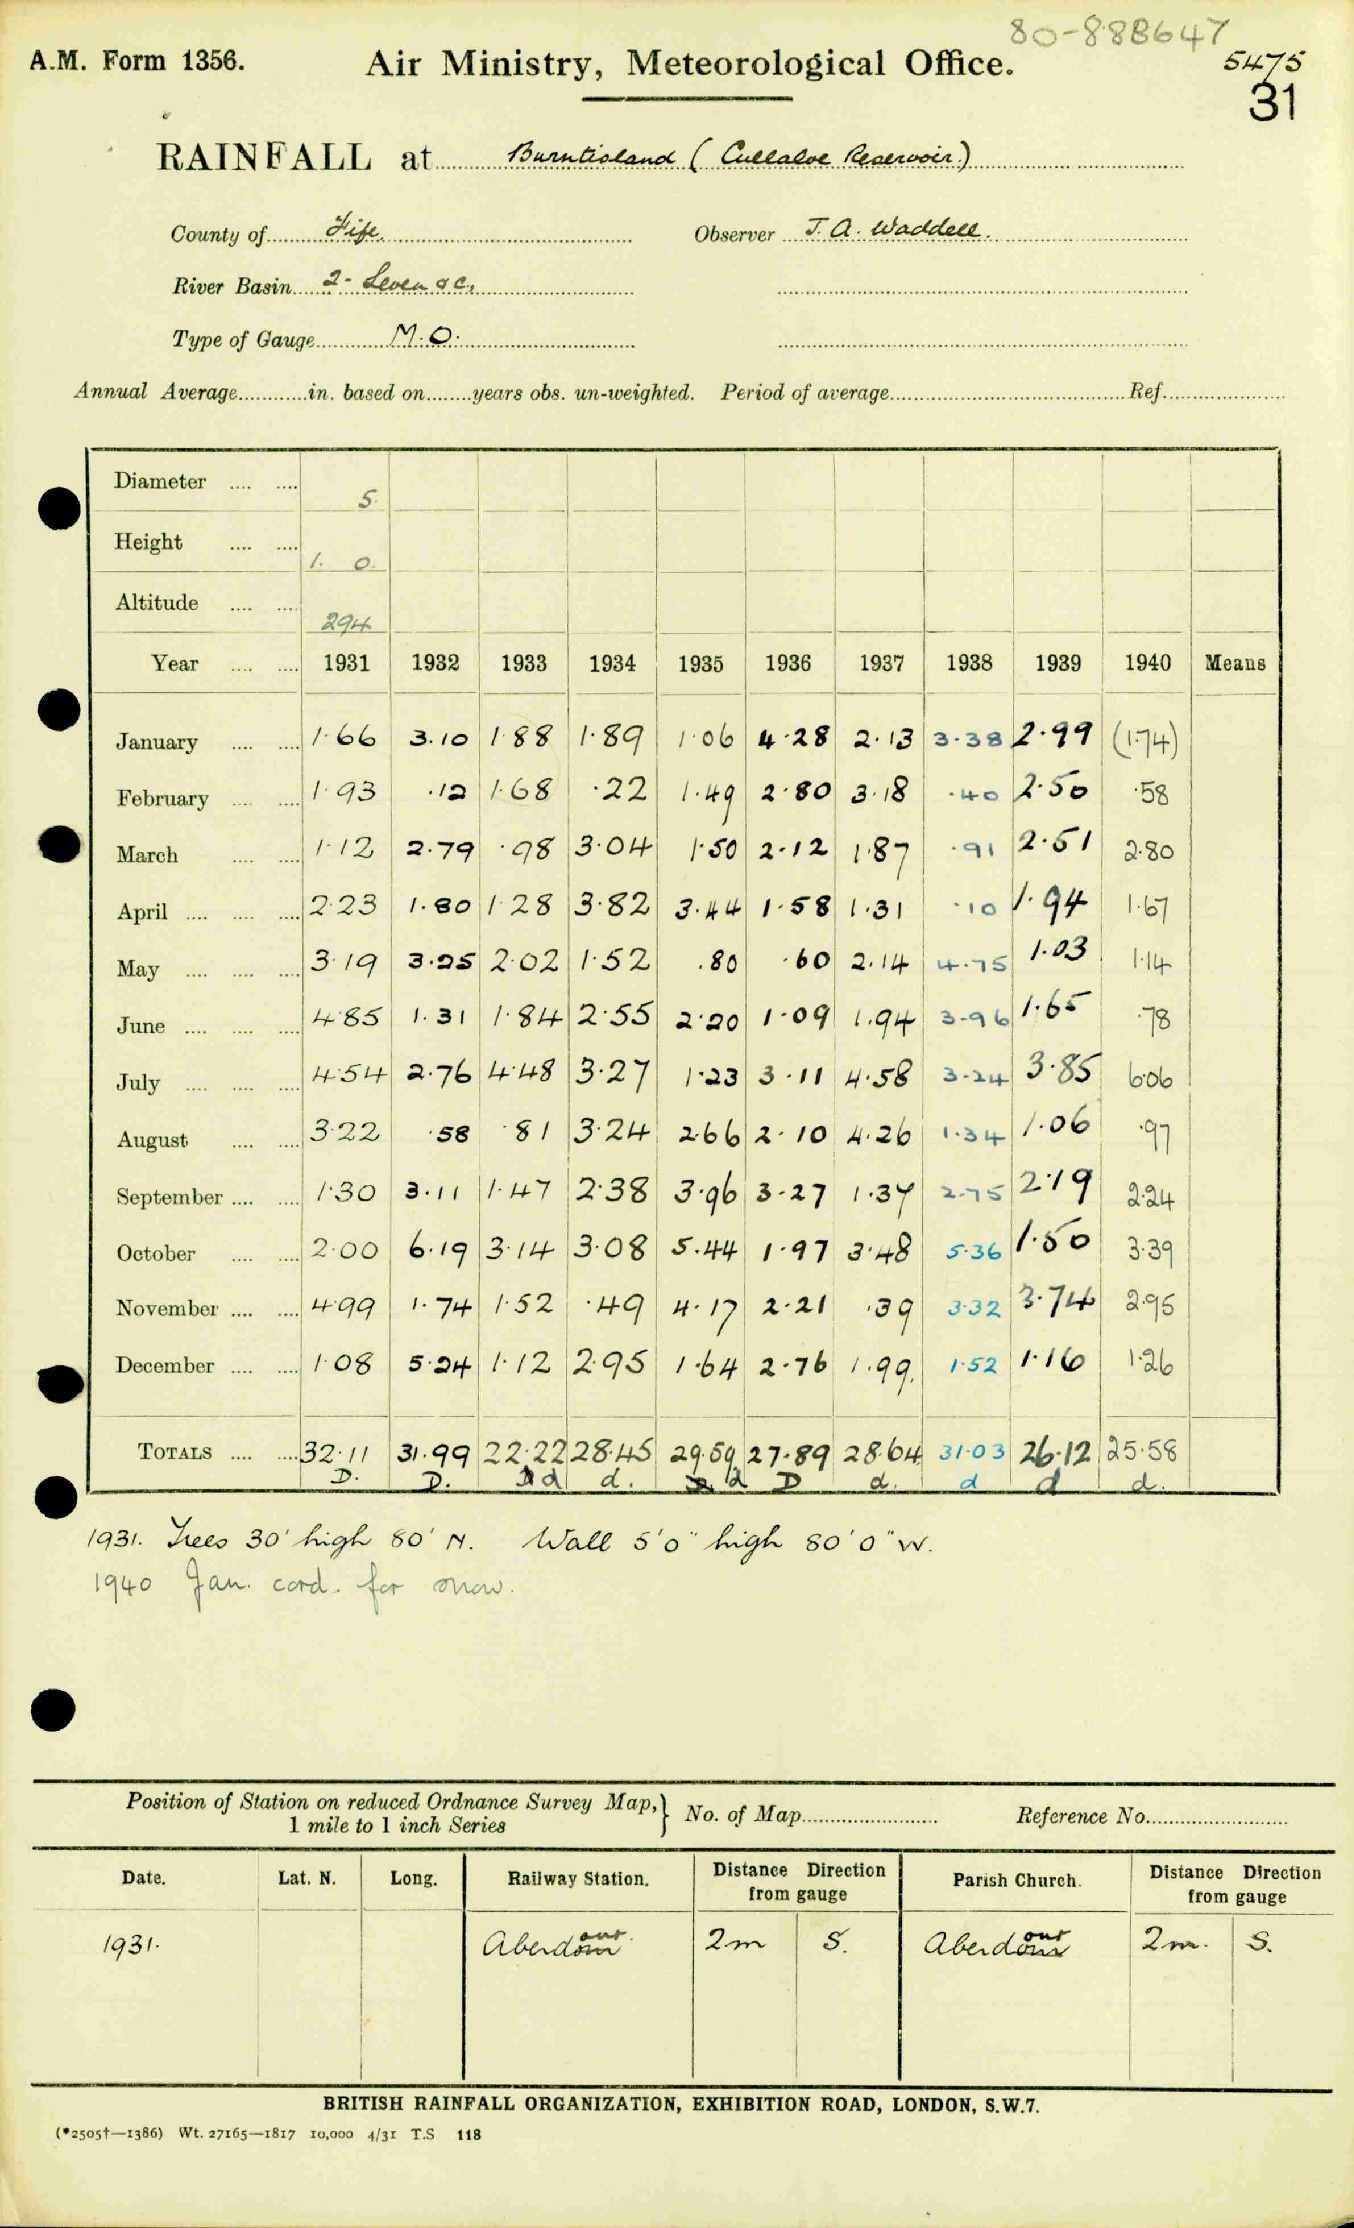 80-888647
A.M. Form 1356. Air Ministry, Meteorological Office. 5475
31
RAINFALL at Burntisland (Cullaloe Reservoir.)
County of Fife. Observer J. A. Waddell.
River Basin 2- Leven &c.
Type of Gauge M.O.
Annual Average in. based on years obs. un-weighted. Period of average Ref.
Diameter 5.
Height 1. 0.
Altitude 294
Year 1931 1932 1933 1934 1935 1936 1937 1938 1939 1940 Means
January 1.66 3.10 1.88 1.89 1.06 4.28 2.13 3.38 2.99 (1.74)
February 1.93 .12 1.68 .22 1.49 2.80 3.18 .40 2.50 .58
March 1.12 2.79 .98 3.04 1.50 2.12 1.87 .91 2.51 2.80
April 2.23 1.80 1.28 3.82 3.44 1.58 1.31 .10 1.94 1.67
May 3.19 3.25 2.02 1.52 .80 .60 2.14 4.75 1.03 1.14
June 4.85 1.31 1.84 2.55 2.20 1.09 1.94 3.96 1.65 .78
July 4.54 2.76 4.48 3.27 1.23 3.11 4.58 3.24 3.85 6.06
August 3.22 .58 .81 3.24 2.66 2.10 4.26 1.34 1.06 .97
September 1.30 3.11 1.47 2.38 3.96 3.27 1.37 2.75 2.19 2.24
October 2.00 6.19 3.14 3.08 5.44 1.97 3.48 5.36 1.50 3.39
November 4.99 1.74 1.52 .49 4.17 2.21 .39 3.32 3.74 2.95
December 1.08 5.24 1.12 2.95 1.64 2.76 1.99. 1.52 1.16 1.26
TOTALS 32.11 31.99 22.22 28.45 29.59 27.89 28.64 31.03 26.12 25.58
D. D. d d. d D d. d d d.
1931. Trees 30' high 80' N. Wall 5'0" high 80'0" W.
1940 Jan. cord. for snow.
Position of Station on reduced Ordnance Survey Map, 1 mile to 1 inch Series } No. of Map Reference No.
Date. Lat. N. Long. Railway Station. Distance Direction from gauge Parish Church. Distance Direction from gauge
1931. Aberdour. 2m S. Aberdour 2m. S.
BRITISH RAINFALL ORGANIZATION, EXHIBITION ROAD, LONDON, S.W.7.
(*2505†—1386) Wt. 27165—1817 10,000 4/31 T.S 118